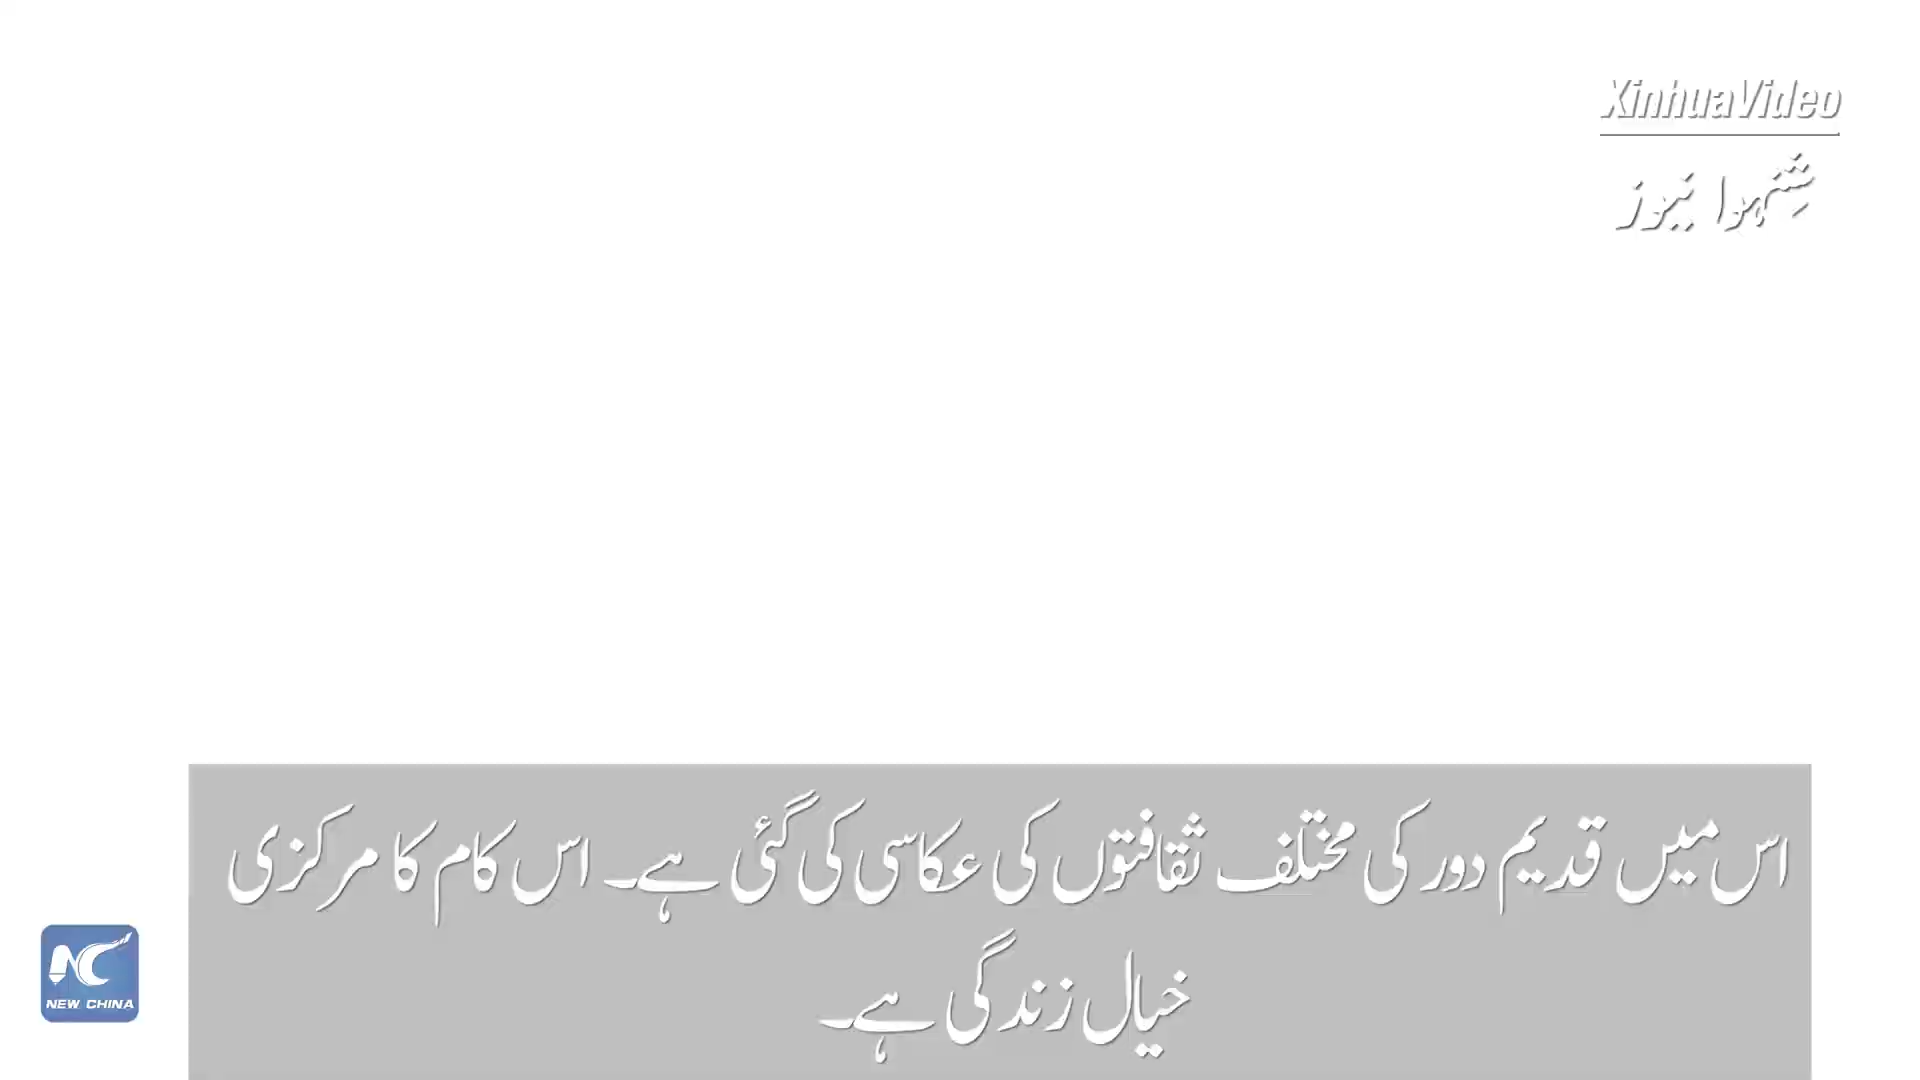 XinhuaVideo
شِنہوا نیوز
اس میں قدیم دور کی مختلف ثقافتوں کی عکاسی کی گئی ہے۔ اس کام کا مرکزی
خیال زندگی ہے۔
NEW CHINA